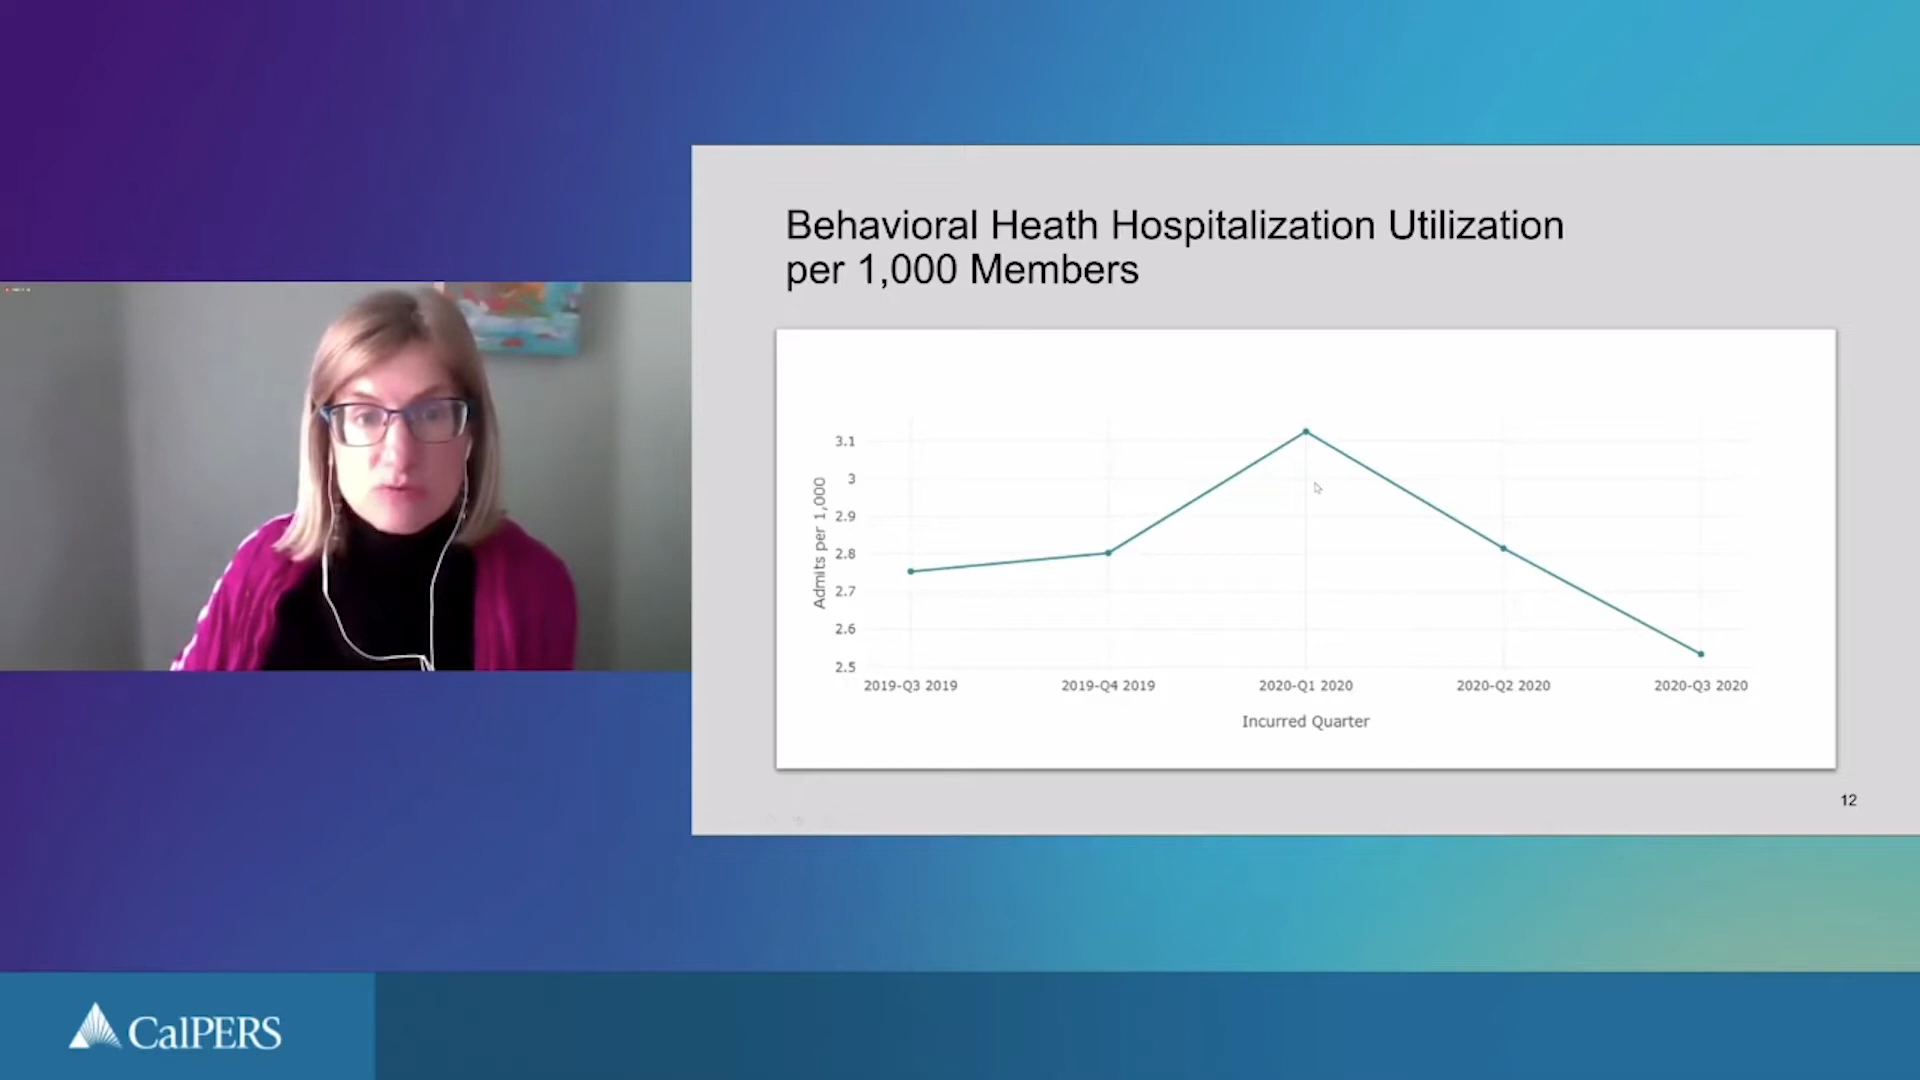 Behavioral Heath Hospitalization Utilization
per 1,000 Members
Admits per 1,000
3.1
3
2.9
2.8
2.7
2.6
2.5
2019-Q3 2019
2019-Q4 2019
2020-Q1 2020
2020-Q2 2020
2020-Q3 2020
Incurred Quarter
12
CalPERS